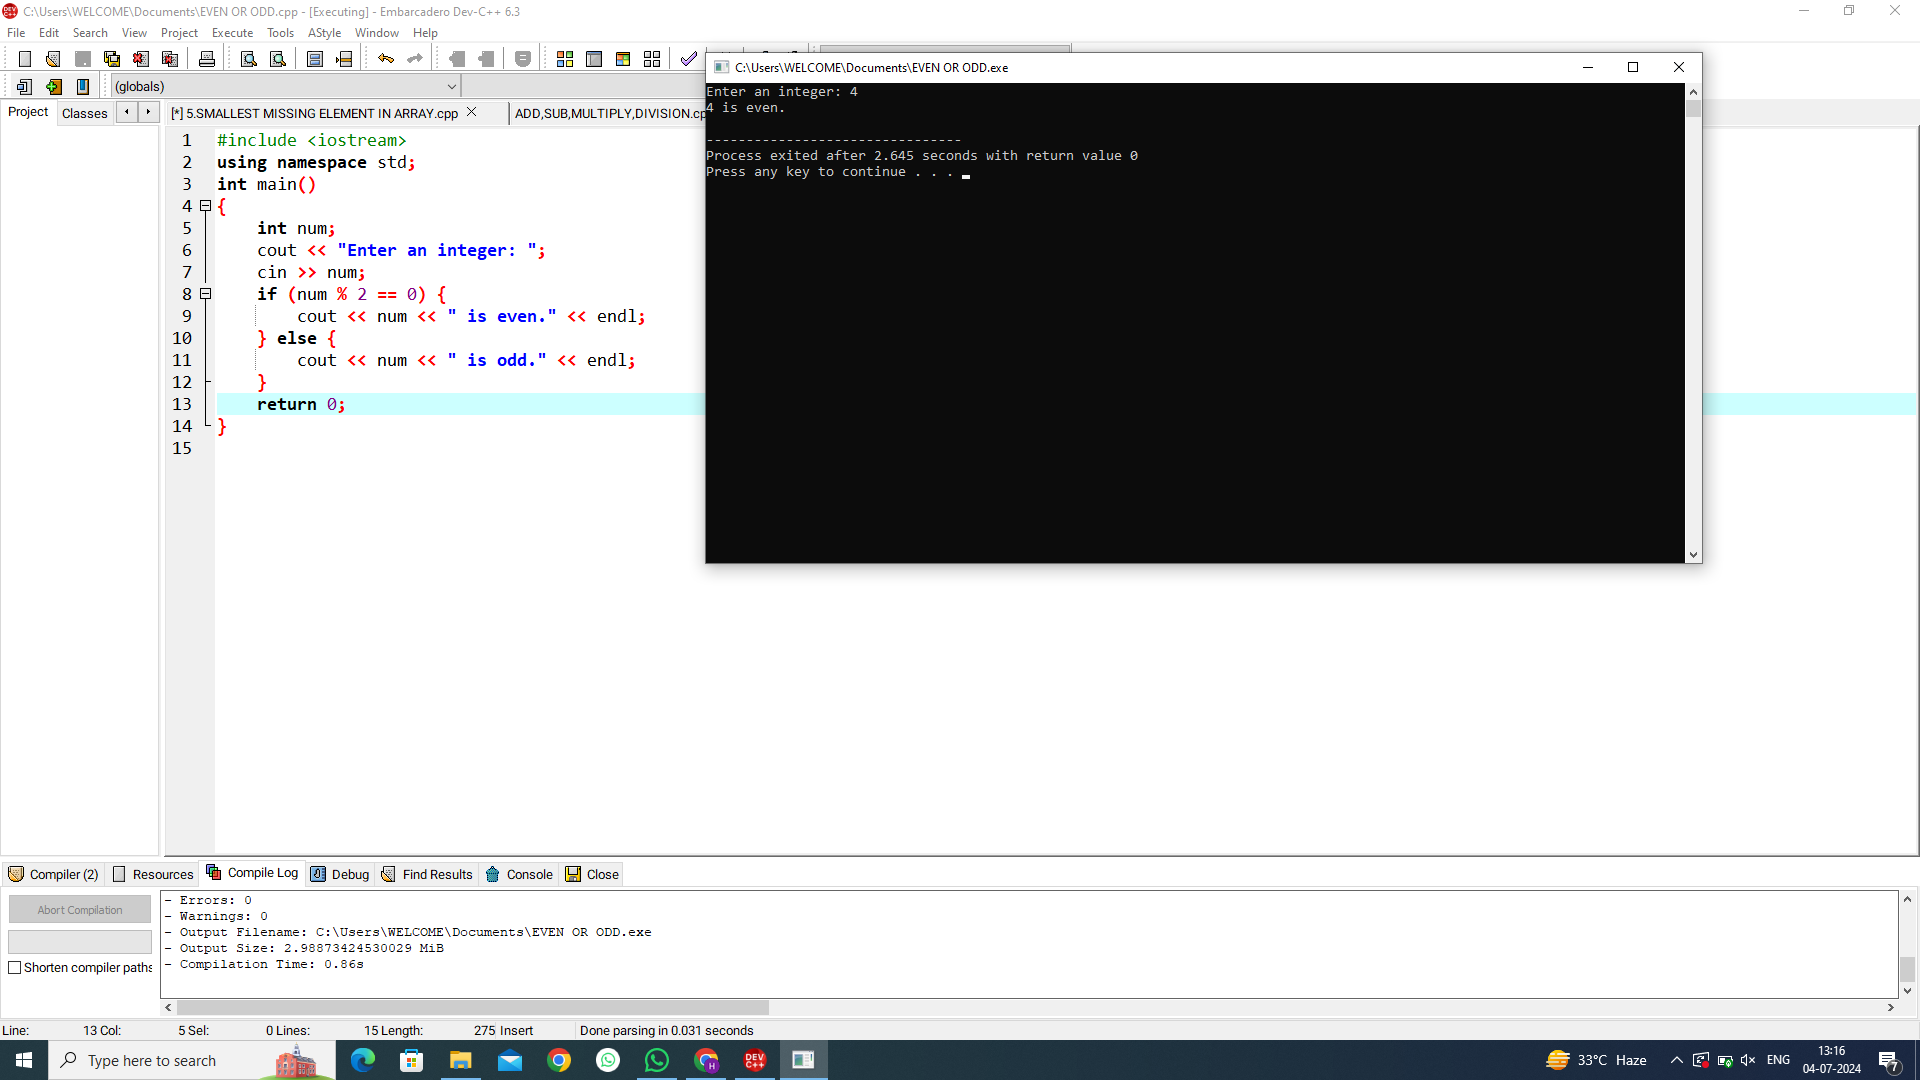 C:\Users\WELCOME\Documents\EVEN OR ODD.cpp - [Executing] - Embarcadero Dev-C++ 6.3
File Edit Search View Project Execute Tools AStyle Window Help
(globals)
Project Classes
[*] 5.SMALLEST MISSING ELEMENT IN ARRAY.cpp
ADD,SUB,MULTIPLY,DIVISION.cp
1 #include <iostream>
2 using namespace std;
3 int main()
4 {
5 int num;
6 cout << "Enter an integer: ";
7 cin >> num;
8 if (num % 2 == 0) {
9 cout << num << " is even." << endl;
10 } else {
11 cout << num << " is odd." << endl;
12 }
13 return 0;
14 }
15
C:\Users\WELCOME\Documents\EVEN OR ODD.exe
Enter an integer: 4
4 is even.
--------------------------------
Process exited after 2.645 seconds with return value 0
Press any key to continue . . .
Compiler (2) Resources Compile Log Debug Find Results Console Close
Abort Compilation
Shorten compiler paths
- Errors: 0
- Warnings: 0
- Output Filename: C:\Users\WELCOME\Documents\EVEN OR ODD.exe
- Output Size: 2.98873424530029 MiB
- Compilation Time: 0.86s
Line: 13 Col: 5 Sel: 0 Lines: 15 Length: 275 Insert Done parsing in 0.031 seconds
Type here to search
DEV C++
33°C Haze
ENG
13:16
04-07-2024
7